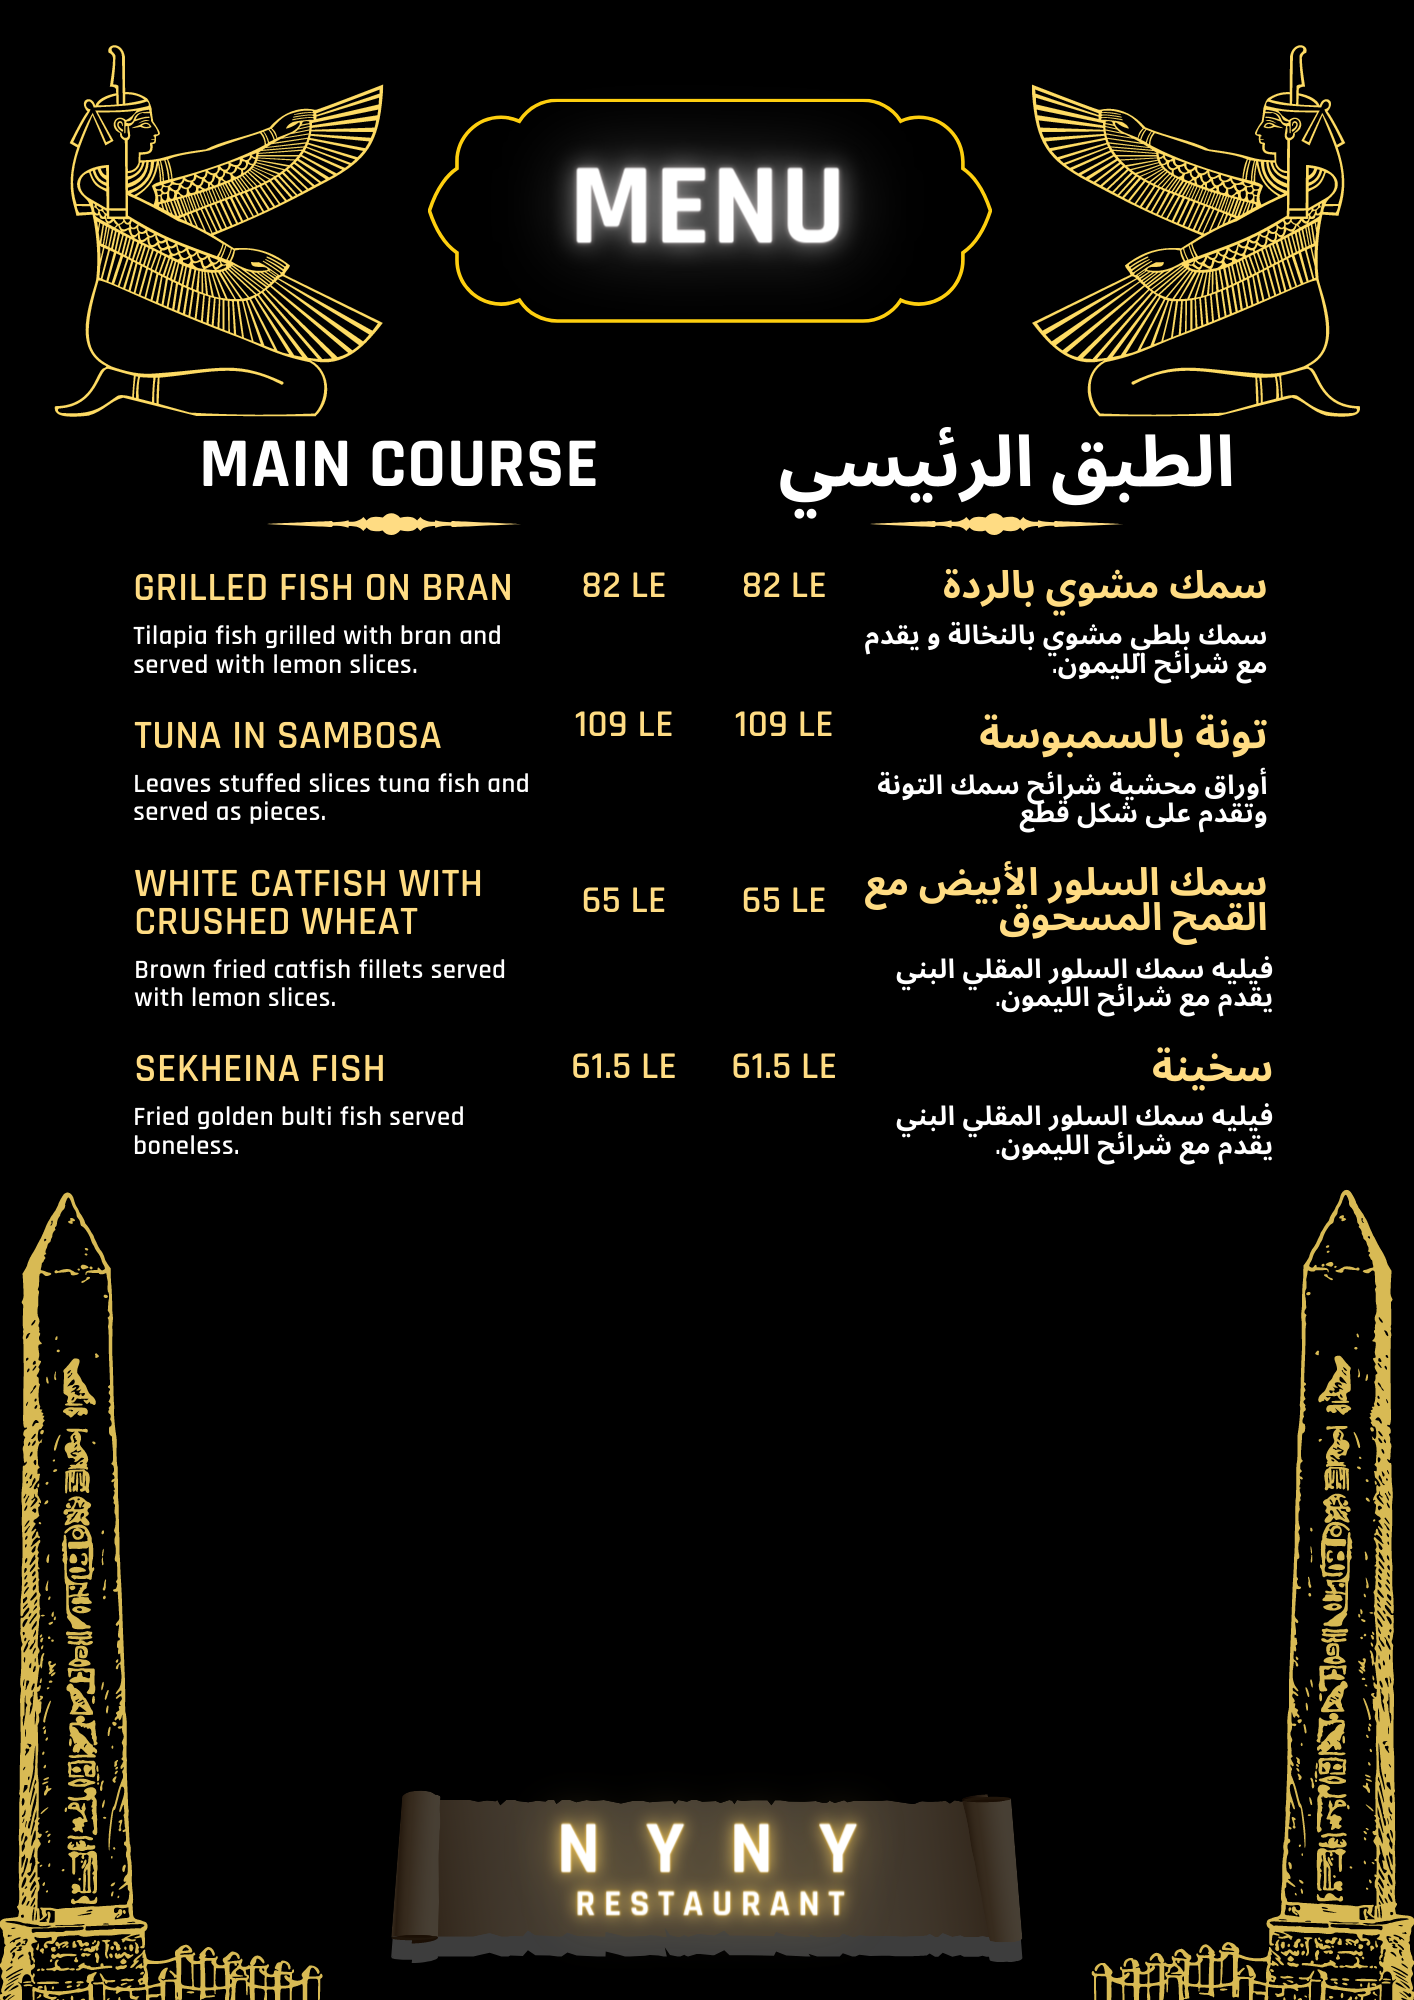 MENU
MAIN COURSE
GRILLED FISH ON BRAN
82 LE
Tilapia fish grilled with bran and
served with lemon slices.
TUNA IN SAMBOSA
109 LE
Leaves stuffed slices tuna fish and
served as pieces.
WHITE CATFISH WITH
CRUSHED WHEAT
65 LE
Brown fried catfish fillets served
with lemon slices.
SEKHEINA FISH
61.5 LE
Fried golden bulti fish served
boneless.
الطبق الرئيسي
سمك مشوي بالردة
82 LE
سمك بلطي مشوي بالنخالة و يقدم
مع شرائح الليمون.
تونة بالسمبوسة
109 LE
أوراق محشية شرائح سمك التونة
وتقدم على شكل قطع
سمك السلور الأبيض مع
القمح المسحوق
65 LE
فيليه سمك السلور المقلي البني
يقدم مع شرائح الليمون.
سخينة
61.5 LE
فيليه سمك السلور المقلي البني
يقدم مع شرائح الليمون.
N Y N Y
RESTAURANT